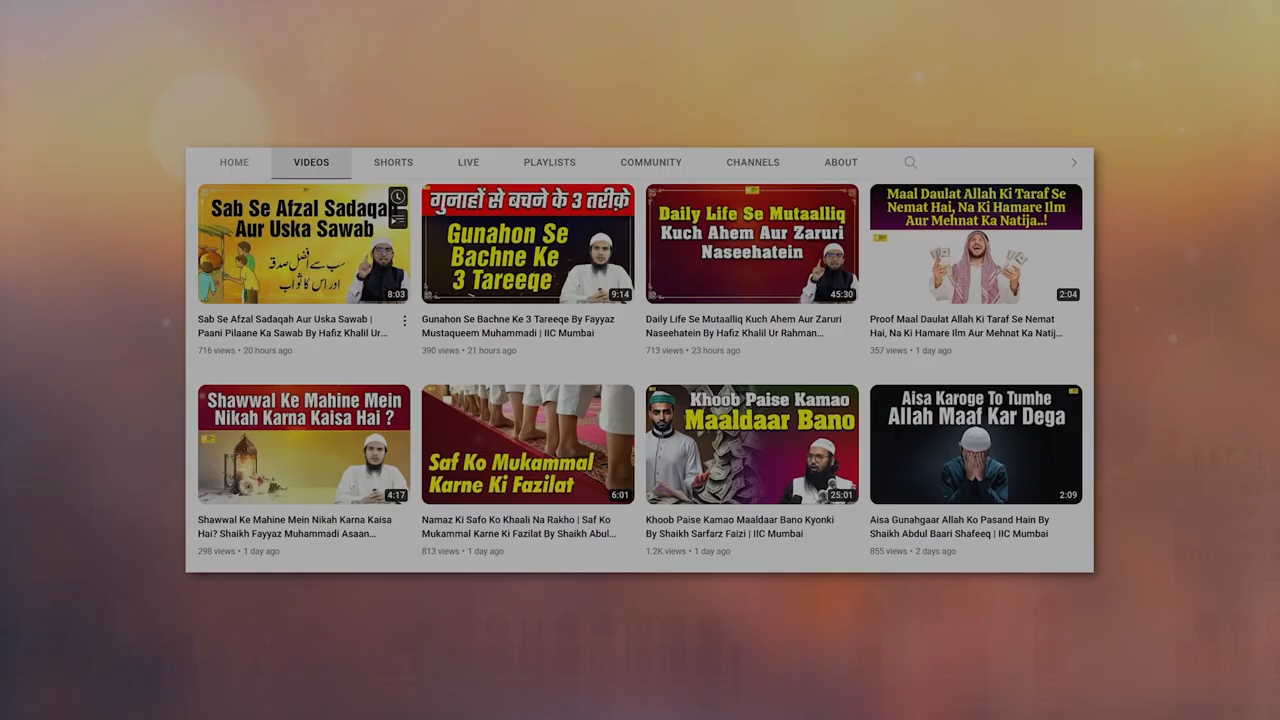 HOME VIDEOS SHORTS LIVE PLAYLISTS COMMUNITY CHANNELS ABOUT
Sab Se Afzal Sadaqah
Aur Uska Sawab
سب سے افضل صدقہ
اور اس کا ثواب
8:03
Sab Se Afzal Sadaqah Aur Uska Sawab |
Paani Pilaane Ka Sawab By Hafiz Khalil Ur...
716 views • 20 hours ago
गुनाहों से बचने के 3 तरीक़े
Gunahon Se
Bachne Ke
3 Tareeqe
9:14
Gunahon Se Bachne Ke 3 Tareeqe By Fayyaz
Mustaqueem Muhammadi | IIC Mumbai
390 views • 21 hours ago
Daily Life Se Mutaalliq
Kuch Ahem Aur Zaruri
Naseehatein
45:30
Daily Life Se Mutaalliq Kuch Ahem Aur Zaruri
Naseehatein By Hafiz Khalil Ur Rahman...
713 views • 23 hours ago
Maal Daulat Allah Ki Taraf Se
Nemat Hai, Na Ki Hamare Ilm
Aur Mehnat Ka Natija..!
2:04
Proof Maal Daulat Allah Ki Taraf Se Nemat
Hai, Na Ki Hamare Ilm Aur Mehnat Ka Natij...
357 views • 1 day ago
Shawwal Ke Mahine Mein
Nikah Karna Kaisa Hai ?
4:17
Shawwal Ke Mahine Mein Nikah Karna Kaisa
Hai? Shaikh Fayyaz Muhammadi Asaan...
298 views • 1 day ago
Saf Ko Mukammal
Karne Ki Fazilat
6:01
Namaz Ki Safo Ko Khaali Na Rakho | Saf Ko
Mukammal Karne Ki Fazilat By Shaikh Abul...
813 views • 1 day ago
Khoob Paise Kamao
Maaldaar Bano
25:01
Khoob Paise Kamao Maaldaar Bano Kyonki
By Shaikh Sarfarz Faizi | IIC Mumbai
1.2K views • 1 day ago
Aisa Karoge To Tumhe
Allah Maaf Kar Dega
2:09
Aisa Gunahgaar Allah Ko Pasand Hain By
Shaikh Abdul Baari Shafeeq | IIC Mumbai
855 views • 2 days ago